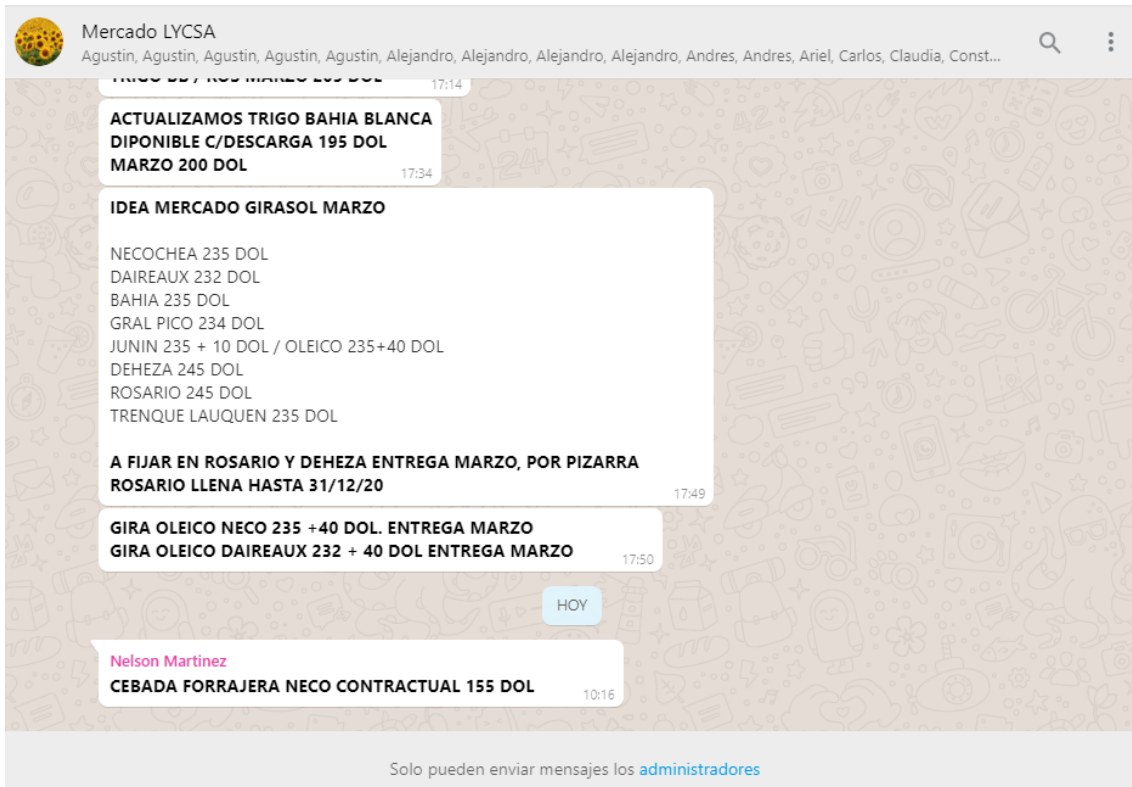 Mercado LYCSA
Agustin, Agustin, Agustin, Agustin, Agustin, Alejandro, Alejandro, Alejandro, Alejandro, Andres, Andres, Ariel, Carlos, Claudia, Const...
TRIGO BB / ROS MARZO 205 DOL
17:14
ACTUALIZAMOS TRIGO BAHIA BLANCA
DIPONIBLE C/DESCARGA 195 DOL
MARZO 200 DOL
17:34
IDEA MERCADO GIRASOL MARZO
NECOCHEA 235 DOL
DAIREAUX 232 DOL
BAHIA 235 DOL
GRAL PICO 234 DOL
JUNIN 235 + 10 DOL / OLEICO 235+40 DOL
DEHEZA 245 DOL
ROSARIO 245 DOL
TRENQUE LAUQUEN 235 DOL
A FIJAR EN ROSARIO Y DEHEZA ENTREGA MARZO, POR PIZARRA
ROSARIO LLENA HASTA 31/12/20
17:49
GIRA OLEICO NECO 235 +40 DOL. ENTREGA MARZO
GIRA OLEICO DAIREAUX 232 + 40 DOL ENTREGA MARZO
17:50
HOY
Nelson Martinez
CEBADA FORRAJERA NECO CONTRACTUAL 155 DOL
10:16
Solo pueden enviar mensajes los administradores